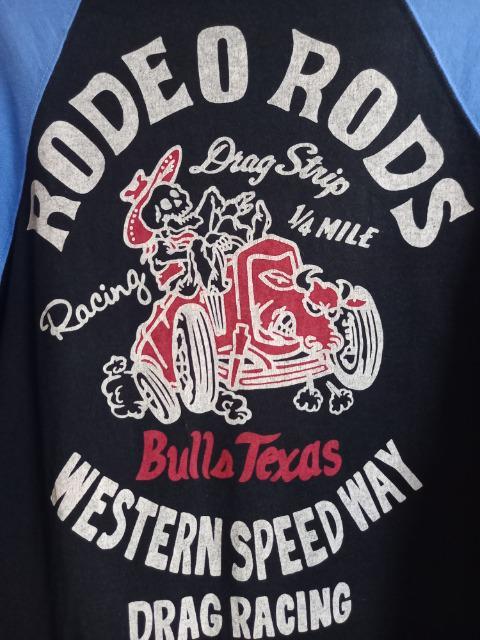 RODEO RODS
Drag Strip
1/4 MILE
Racing
Bulls Texas
WESTERN SPEED WAY
DRAG RACING